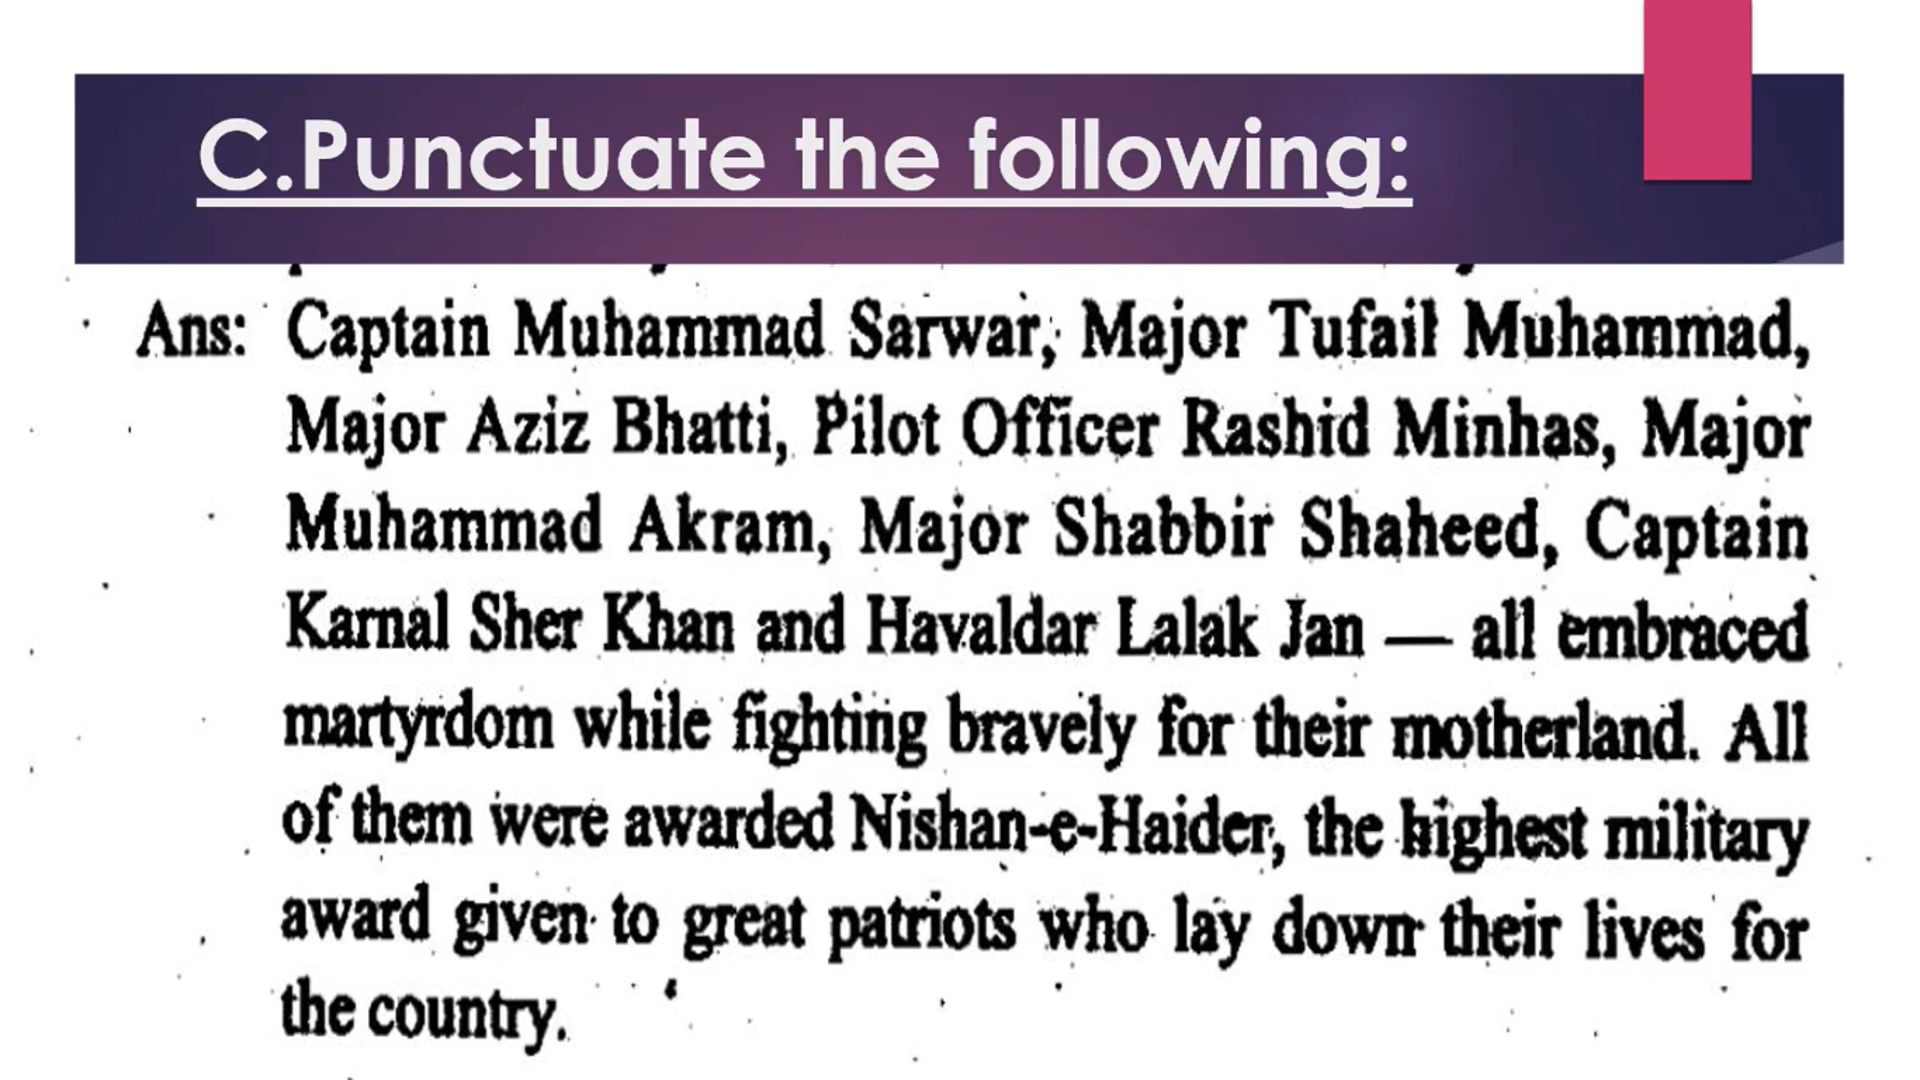 C.Punctuate the following:
Ans: Captain Muhammad Sarwar, Major Tufail Muhammad,
Major Aziz Bhatti, Pilot Officer Rashid Minhas, Major
Muhammad Akram, Major Shabbir Shaheed, Captain
Karnal Sher Khan and Havaldar Lalak Jan — all embraced
martyrdom while fighting bravely for their motherland. All
of them were awarded Nishan-e-Haider, the highest military
award given to great patriots who lay down their lives for
the country.